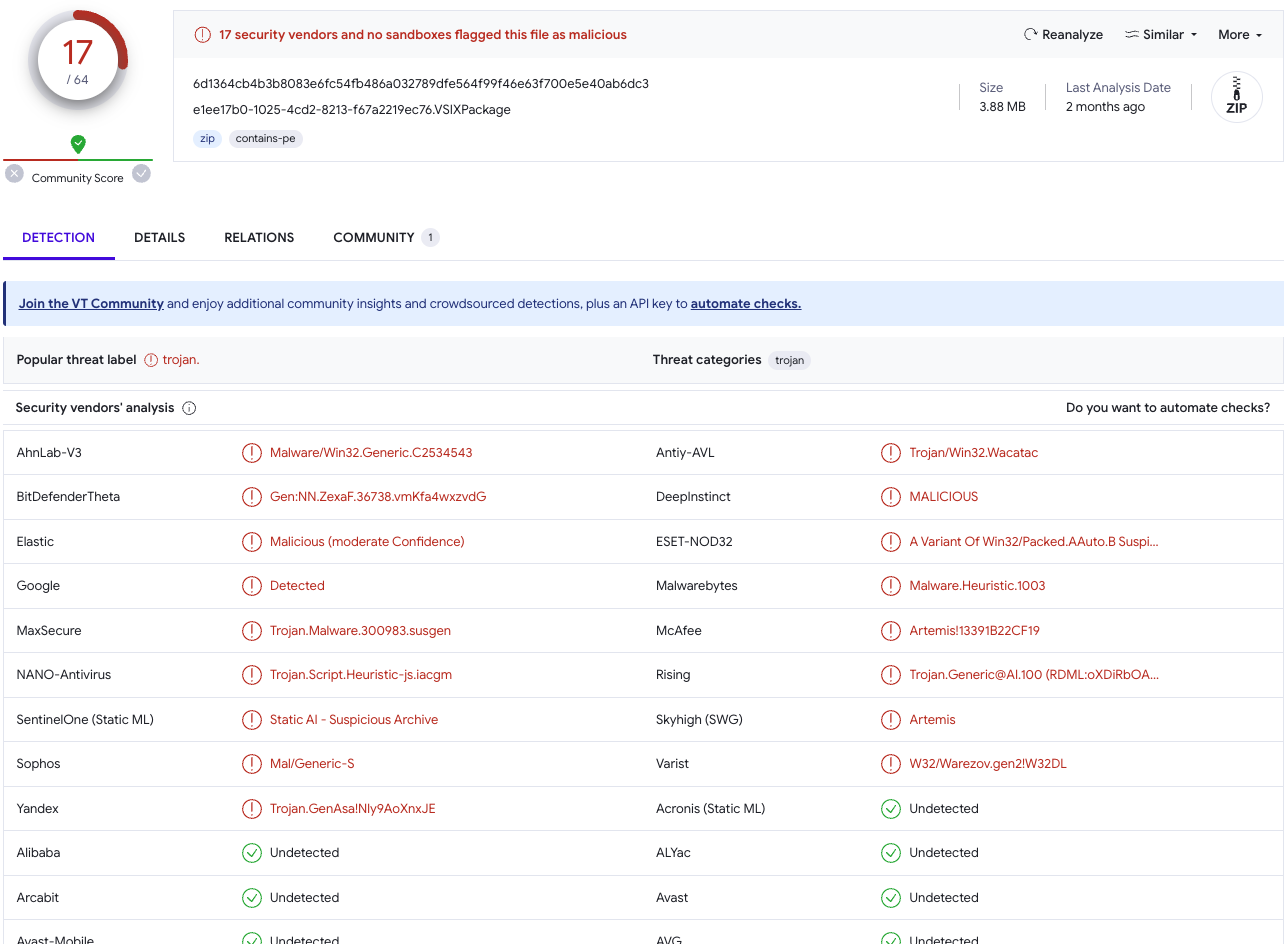 17
/ 64
Community Score
17 security vendors and no sandboxes flagged this file as malicious
Reanalyze Similar More
6d1364cb4b3b8083e6fc54fb486a032789dfe564f99f46e63f700e5e40ab6dc3
e1ee17b0-1025-4cd2-8213-f67a2219ec76.VSIXPackage
zip contains-pe
Size
3.88 MB
Last Analysis Date
2 months ago
ZIP
DETECTION DETAILS RELATIONS COMMUNITY 1
Join the VT Community and enjoy additional community insights and crowdsourced detections, plus an API key to automate checks.
Popular threat label trojan. Threat categories trojan
Security vendors' analysis Do you want to automate checks?
AhnLab-V3 Malware/Win32.Generic.C2534543 Antiy-AVL Trojan/Win32.Wacatac
BitDefenderTheta Gen:NN.ZexaF.36738.vmKfa4wxzvdG DeepInstinct MALICIOUS
Elastic Malicious (moderate Confidence) ESET-NOD32 A Variant Of Win32/Packed.AAuto.B Suspi...
Google Detected Malwarebytes Malware.Heuristic.1003
MaxSecure Trojan.Malware.300983.susgen McAfee Artemis!13391B22CF19
NANO-Antivirus Trojan.Script.Heuristic-js.iacgm Rising Trojan.Generic@AI.100 (RDML:oXDiRbOA...
SentinelOne (Static ML) Static AI - Suspicious Archive Skyhigh (SWG) Artemis
Sophos Mal/Generic-S Varist W32/Warezov.gen2!W32DL
Yandex Trojan.GenAsa!NIy9AoXnxJE Acronis (Static ML) Undetected
Alibaba Undetected ALYac Undetected
Arcabit Undetected Avast Undetected
Avast-Mobile Undetected AVG Undetected